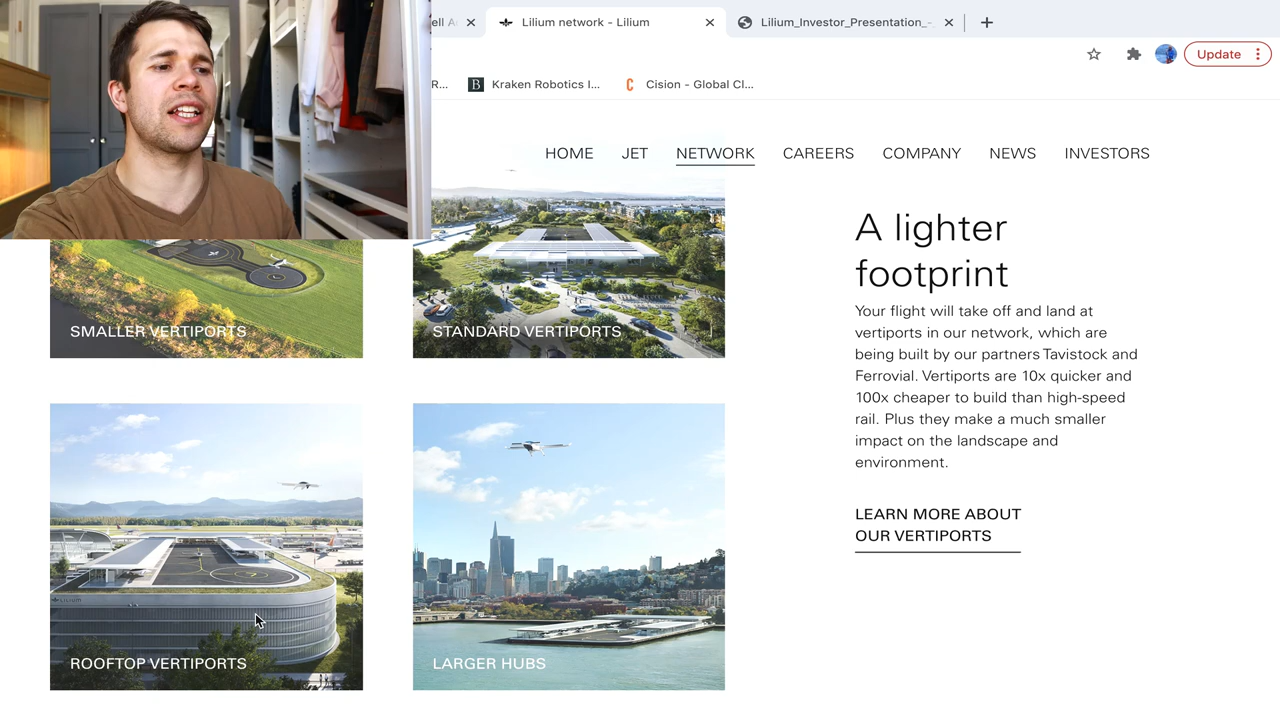 ell A
Lilium network - Lilium
Lilium_Investor_Presentation_-
Update
R...
Kraken Robotics I...
Cision - Global Cl...
HOME JET NETWORK CAREERS COMPANY NEWS INVESTORS
SMALLER VERTIPORTS
STANDARD VERTIPORTS
A lighter
footprint
Your flight will take off and land at
vertiports in our network, which are
being built by our partners Tavistock and
Ferrovial. Vertiports are 10x quicker and
100x cheaper to build than high-speed
rail. Plus they make a much smaller
impact on the landscape and
environment.
LEARN MORE ABOUT
OUR VERTIPORTS
ROOFTOP VERTIPORTS
LARGER HUBS